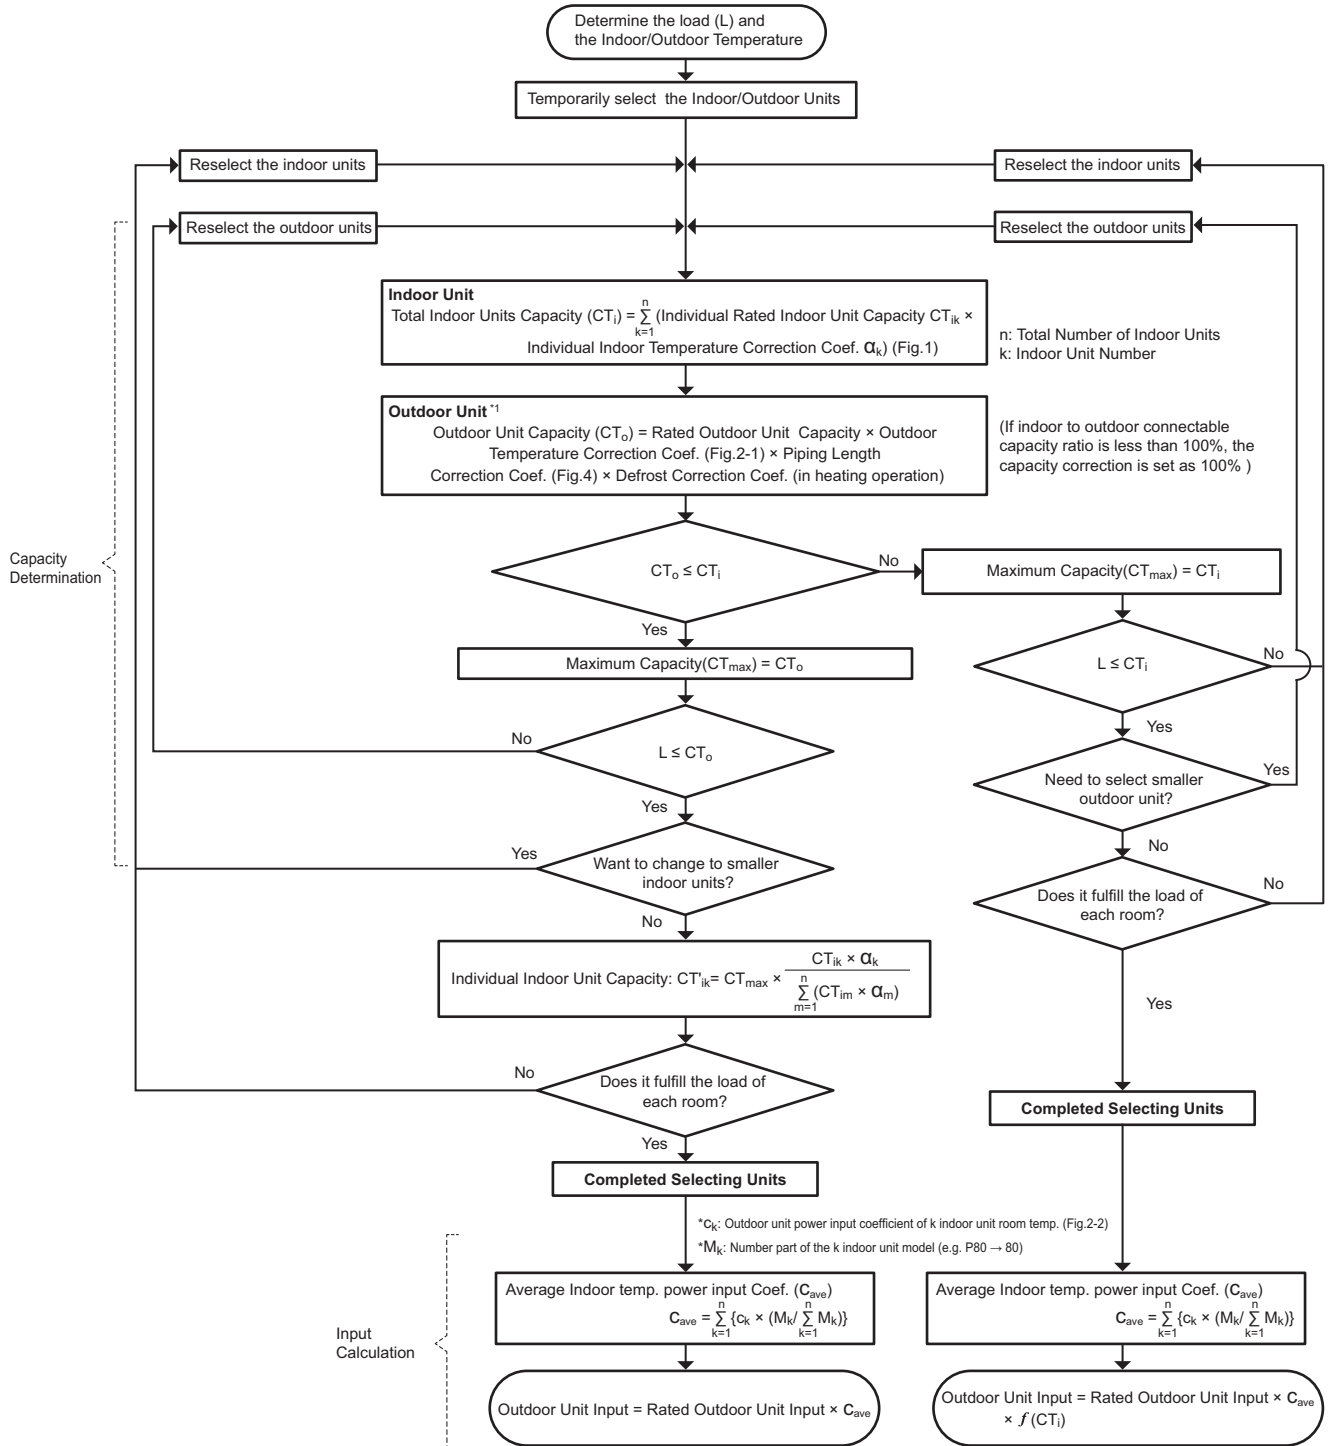 Determine the load (L) and
the Indoor/Outdoor Temperature
Temporarily select the Indoor/Outdoor Units
Reselect the indoor units
Reselect the indoor units
Reselect the outdoor units
Reselect the outdoor units
Indoor Unit
Total Indoor Units Capacity (CTi) = n∑k=1 (Individual Rated Indoor Unit Capacity CTik ×
Individual Indoor Temperature Correction Coef. αk) (Fig.1)
n: Total Number of Indoor Units
k: Indoor Unit Number
Outdoor Unit *1
Outdoor Unit Capacity (CTo) = Rated Outdoor Unit Capacity × Outdoor
Temperature Correction Coef. (Fig.2-1) × Piping Length
Correction Coef. (Fig.4) × Defrost Correction Coef. (in heating operation)
(If indoor to outdoor connectable
capacity ratio is less than 100%, the
capacity correction is set as 100% )
Capacity
Determination
CTo ≤ CTi
No
Maximum Capacity(CTmax) = CTi
Yes
Maximum Capacity(CTmax) = CTo
L ≤ CTi
No
Yes
No
L ≤ CTo
Yes
Need to select smaller
outdoor unit?
Yes
No
Yes
Want to change to smaller
indoor units?
No
Does it fulfill the load of
each room?
No
Yes
Individual Indoor Unit Capacity: CT'ik= CTmax × CTik × αk / n∑m=1 (CTim × αm)
No
Does it fulfill the load of
each room?
Yes
Completed Selecting Units
Completed Selecting Units
*ck: Outdoor unit power input coefficient of k indoor unit room temp. (Fig.2-2)
*Mk: Number part of the k indoor unit model (e.g. P80 → 80)
Input
Calculation
Average Indoor temp. power input Coef. (Cave)
Cave = n∑k=1 {ck × (Mk/ n∑k=1 Mk)}
Average Indoor temp. power input Coef. (Cave)
Cave = n∑k=1 {ck × (Mk/ n∑k=1 Mk)}
Outdoor Unit Input = Rated Outdoor Unit Input × Cave
Outdoor Unit Input = Rated Outdoor Unit Input × Cave
× f (CTi)